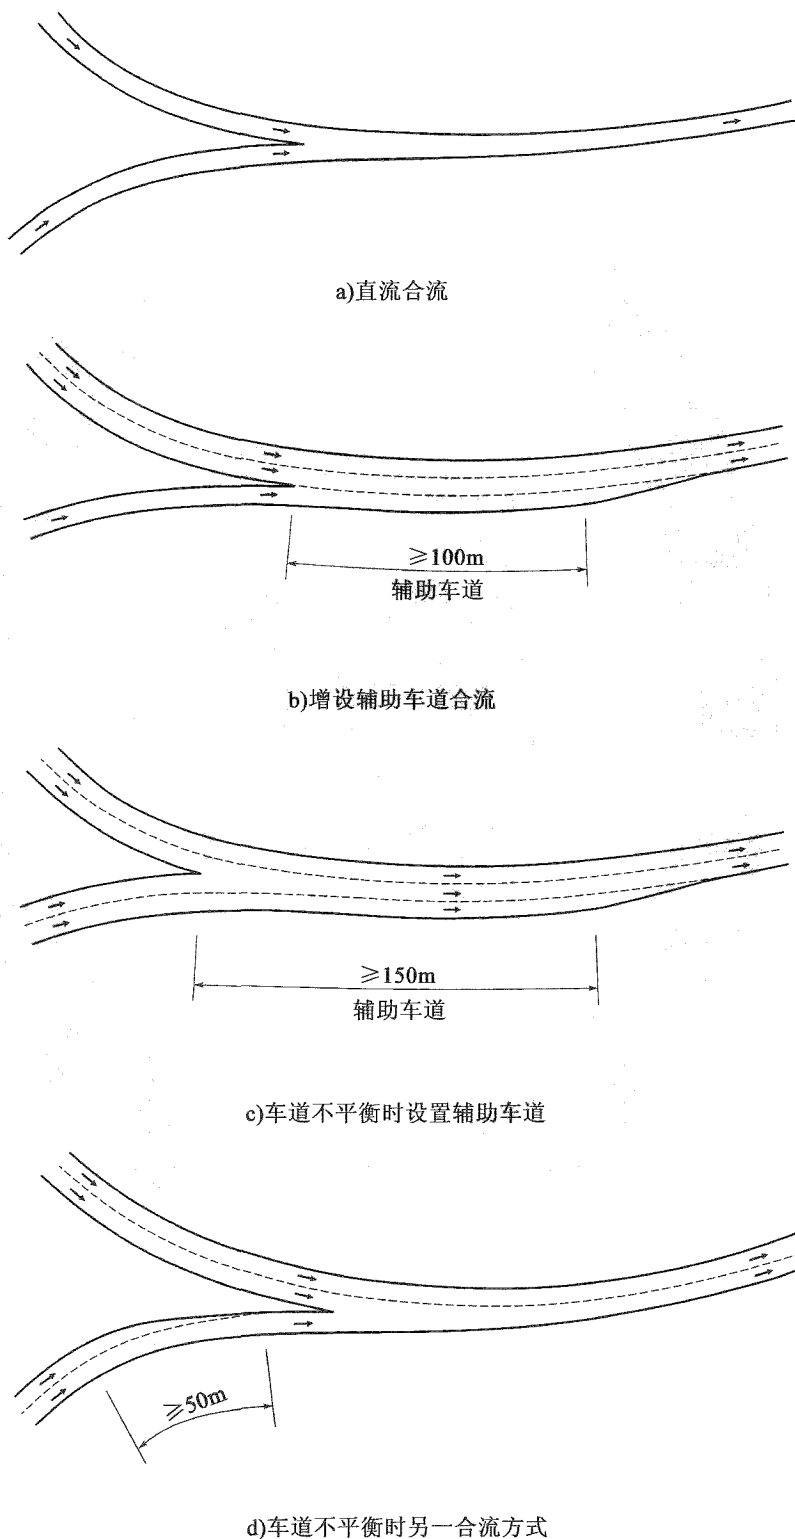 a)直流合流
≥100m
辅助车道
b)增设辅助车道合流
≥150m
辅助车道
c)车道不平衡时设置辅助车道
≥50m
d)车道不平衡时另一合流方式